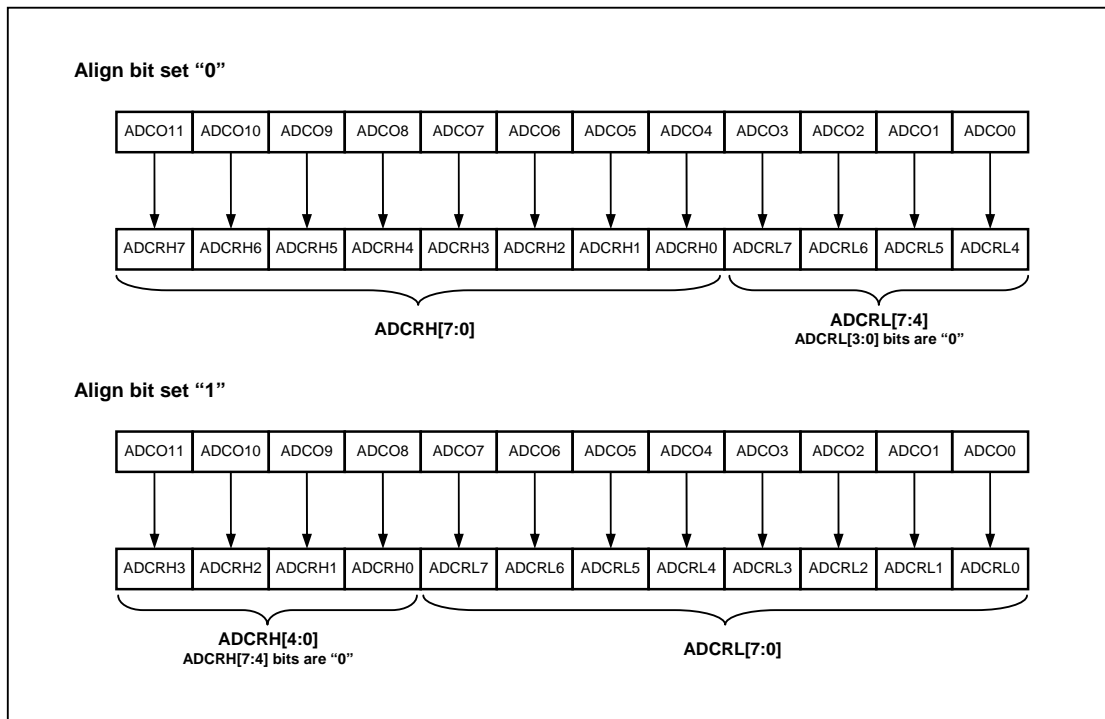 Align bit set “0”
ADCO11 ADCO10 ADCO9 ADCO8 ADCO7 ADCO6 ADCO5 ADCO4 ADCO3 ADCO2 ADCO1 ADCO0
ADCRH7 ADCRH6 ADCRH5 ADCRH4 ADCRH3 ADCRH2 ADCRH1 ADCRH0 ADCRL7 ADCRL6 ADCRL5 ADCRL4
ADCRH[7:0]
ADCRL[7:4]
ADCRL[3:0] bits are “0”
Align bit set “1”
ADCO11 ADCO10 ADCO9 ADCO8 ADCO7 ADCO6 ADCO5 ADCO4 ADCO3 ADCO2 ADCO1 ADCO0
ADCRH3 ADCRH2 ADCRH1 ADCRH0 ADCRL7 ADCRL6 ADCRL5 ADCRL4 ADCRL3 ADCRL2 ADCRL1 ADCRL0
ADCRH[4:0]
ADCRH[7:4] bits are “0”
ADCRL[7:0]